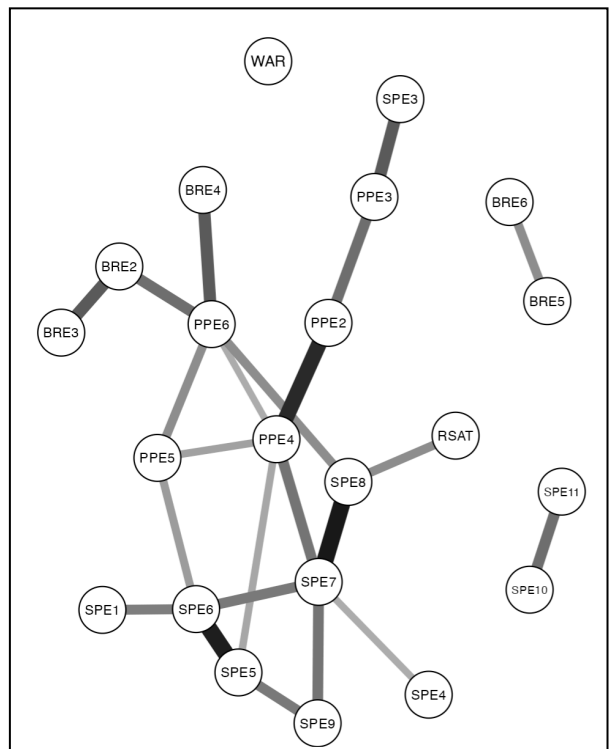 WAR
SPE3
BRE4
PPE3
BRE6
BRE2
BRE5
BRE3
PPE6
PPE2
PPE4
RSAT
PPE5
SPE8
SPE11
SPE7
SPE10
SPE1
SPE6
SPE5
SPE4
SPE9